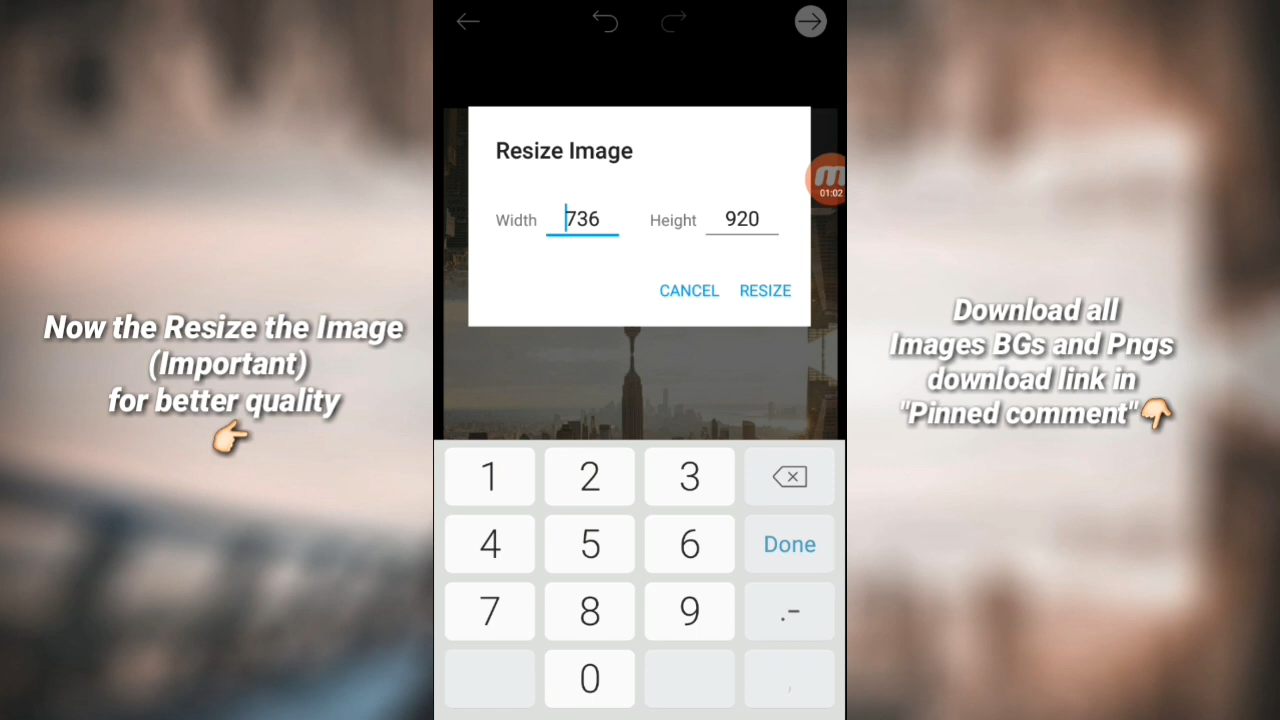 Resize Image
Width 736 Height 920
CANCEL RESIZE
01:02
Now the Resize the Image
(Important)
for better quality
Download all
Images BGs and Pngs
download link in
"Pinned comment"
1 2 3
4 5 6 Done
7 8 9 .-
0 ,